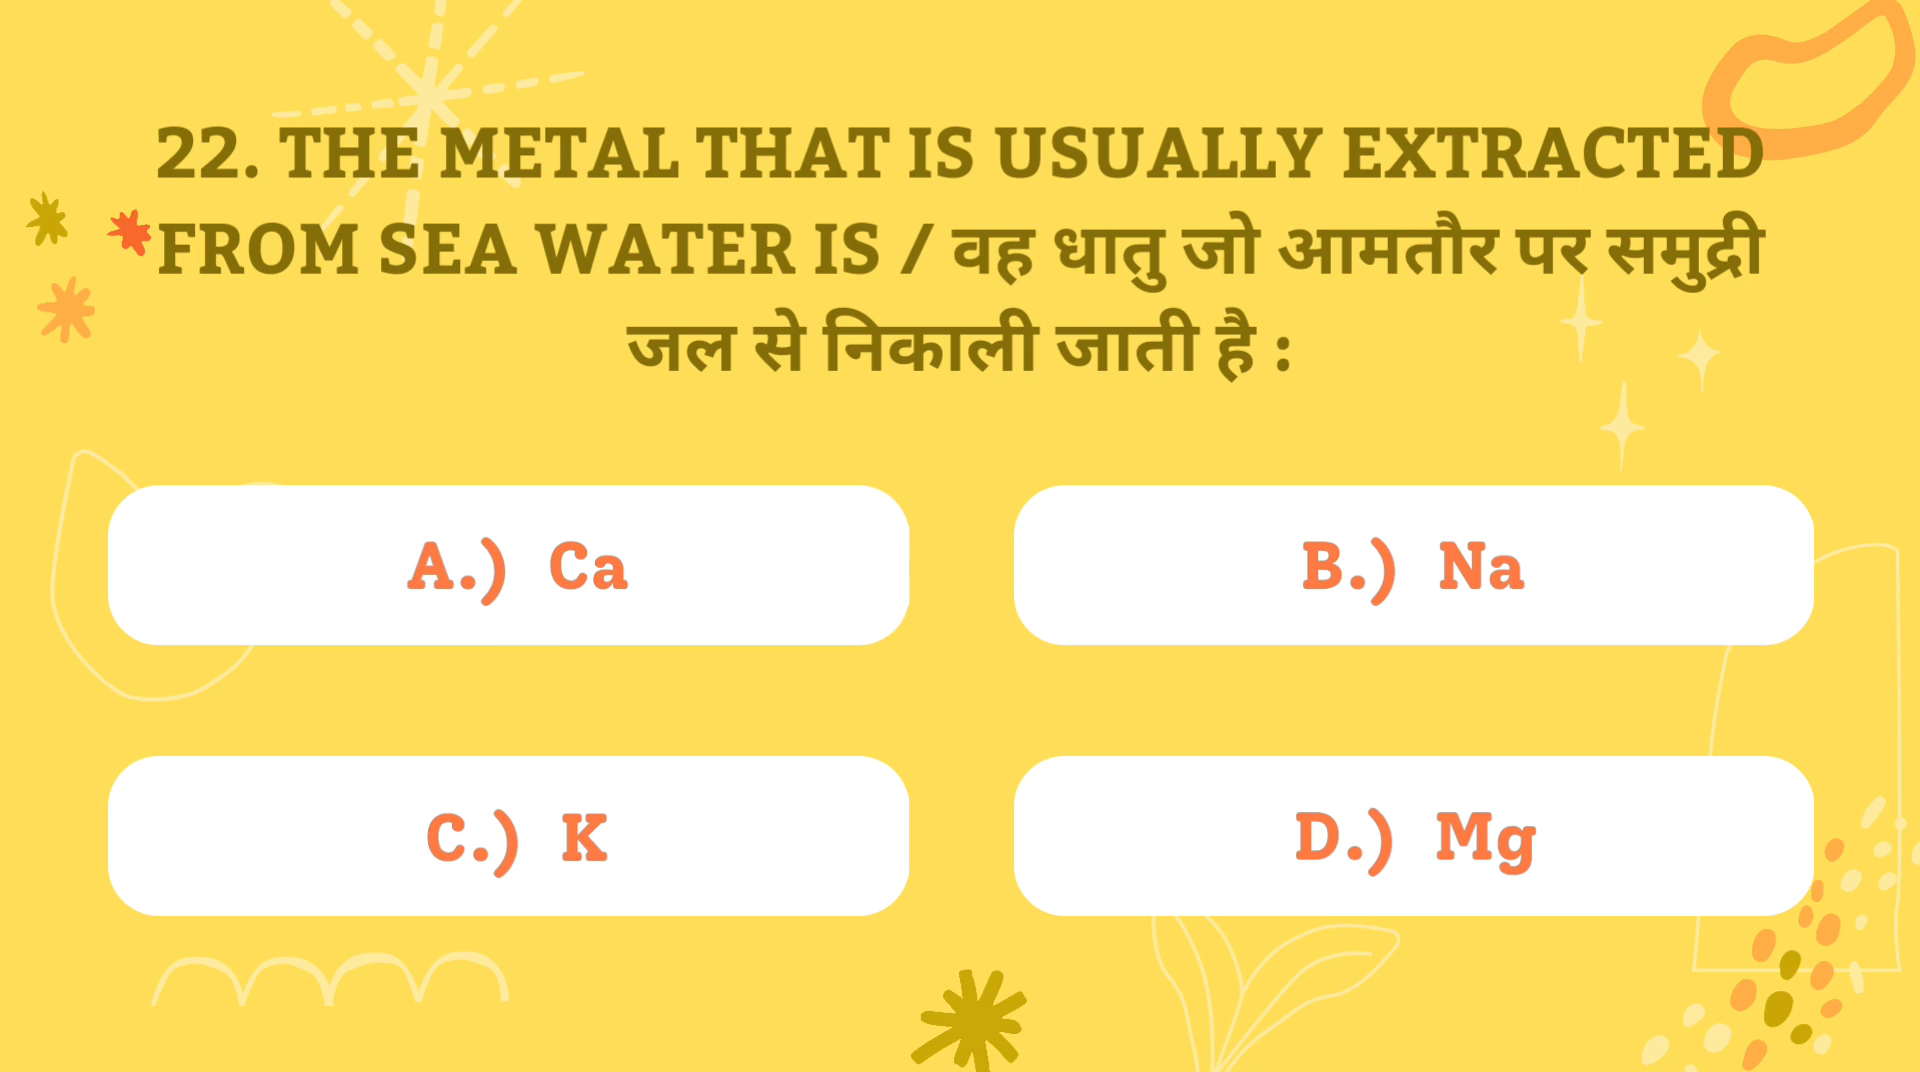 22. THE METAL THAT IS USUALLY EXTRACTED
FROM SEA WATER IS / वह धातु जो आमतौर पर समुद्री
जल से निकाली जाती है :
A.) Ca
B.) Na
C.) K
D.) Mg